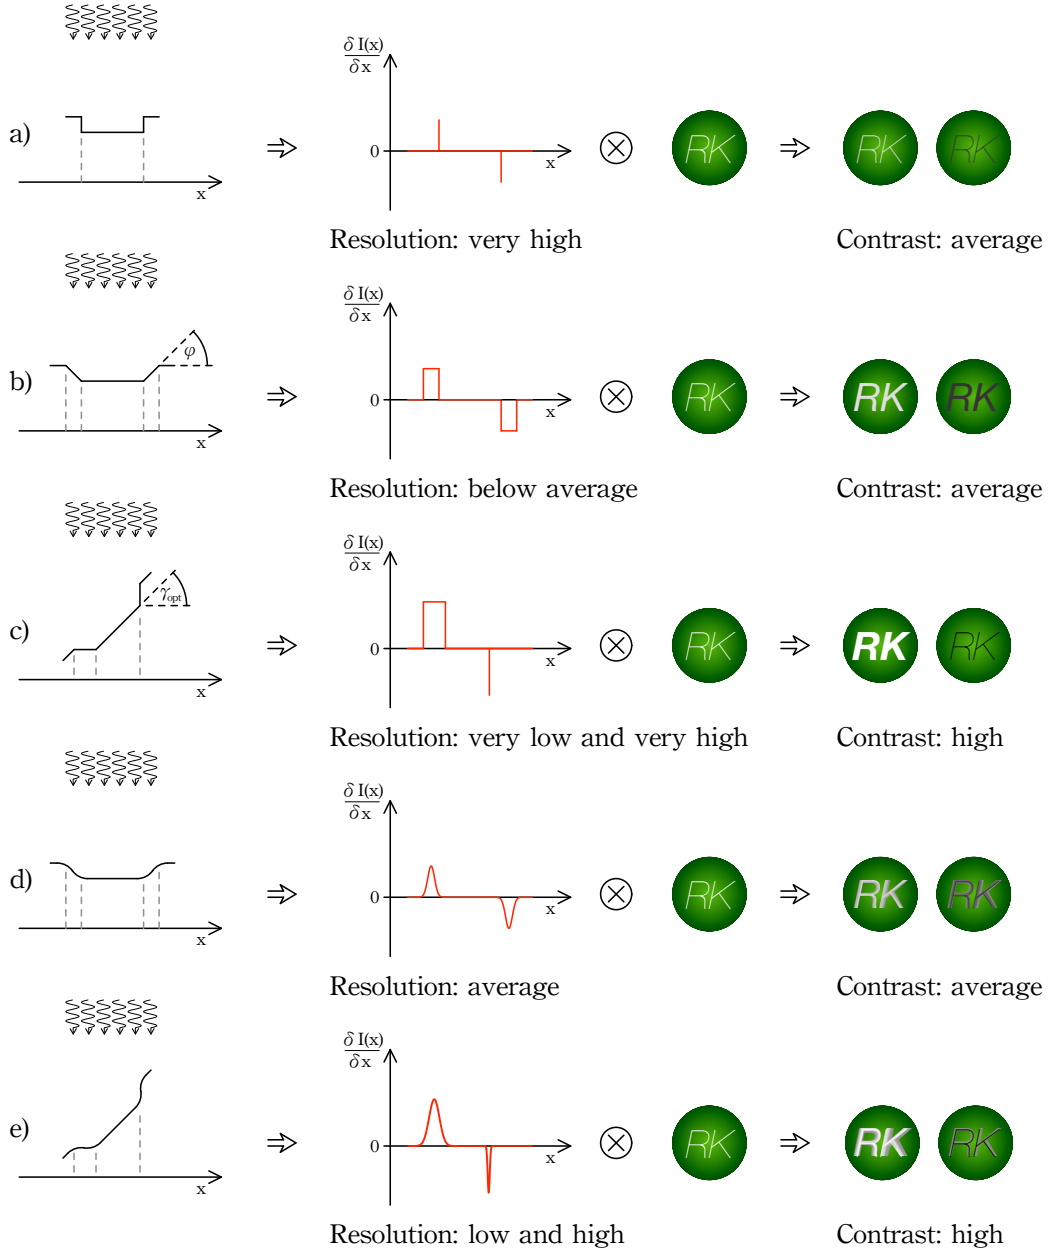 δ I(x)
δ x
a)
0
x
x
RK
RK
RK
Resolution: very high
Contrast: average
δ I(x)
δ x
φ
b)
0
x
x
RK
RK
RK
Resolution: below average
Contrast: average
δ I(x)
δ x
γopt
c)
0
x
x
RK
RK
RK
Resolution: very low and very high
Contrast: high
δ I(x)
δ x
d)
0
x
x
RK
RK
RK
Resolution: average
Contrast: average
δ I(x)
δ x
e)
0
x
x
RK
RK
RK
Resolution: low and high
Contrast: high